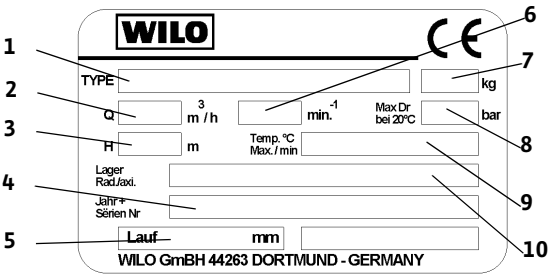 6
WILO CE
1
7
TYPE kg
2
Q m³/h min.⁻¹ Max Dr bei 20°C bar
3
8
H m Temp. °C Max. / min
Lager Rad./axi.
9
4
Jahr + Sërien Nr
10
5
Lauf mm
WILO GmBH 44263 DORTMUND - GERMANY